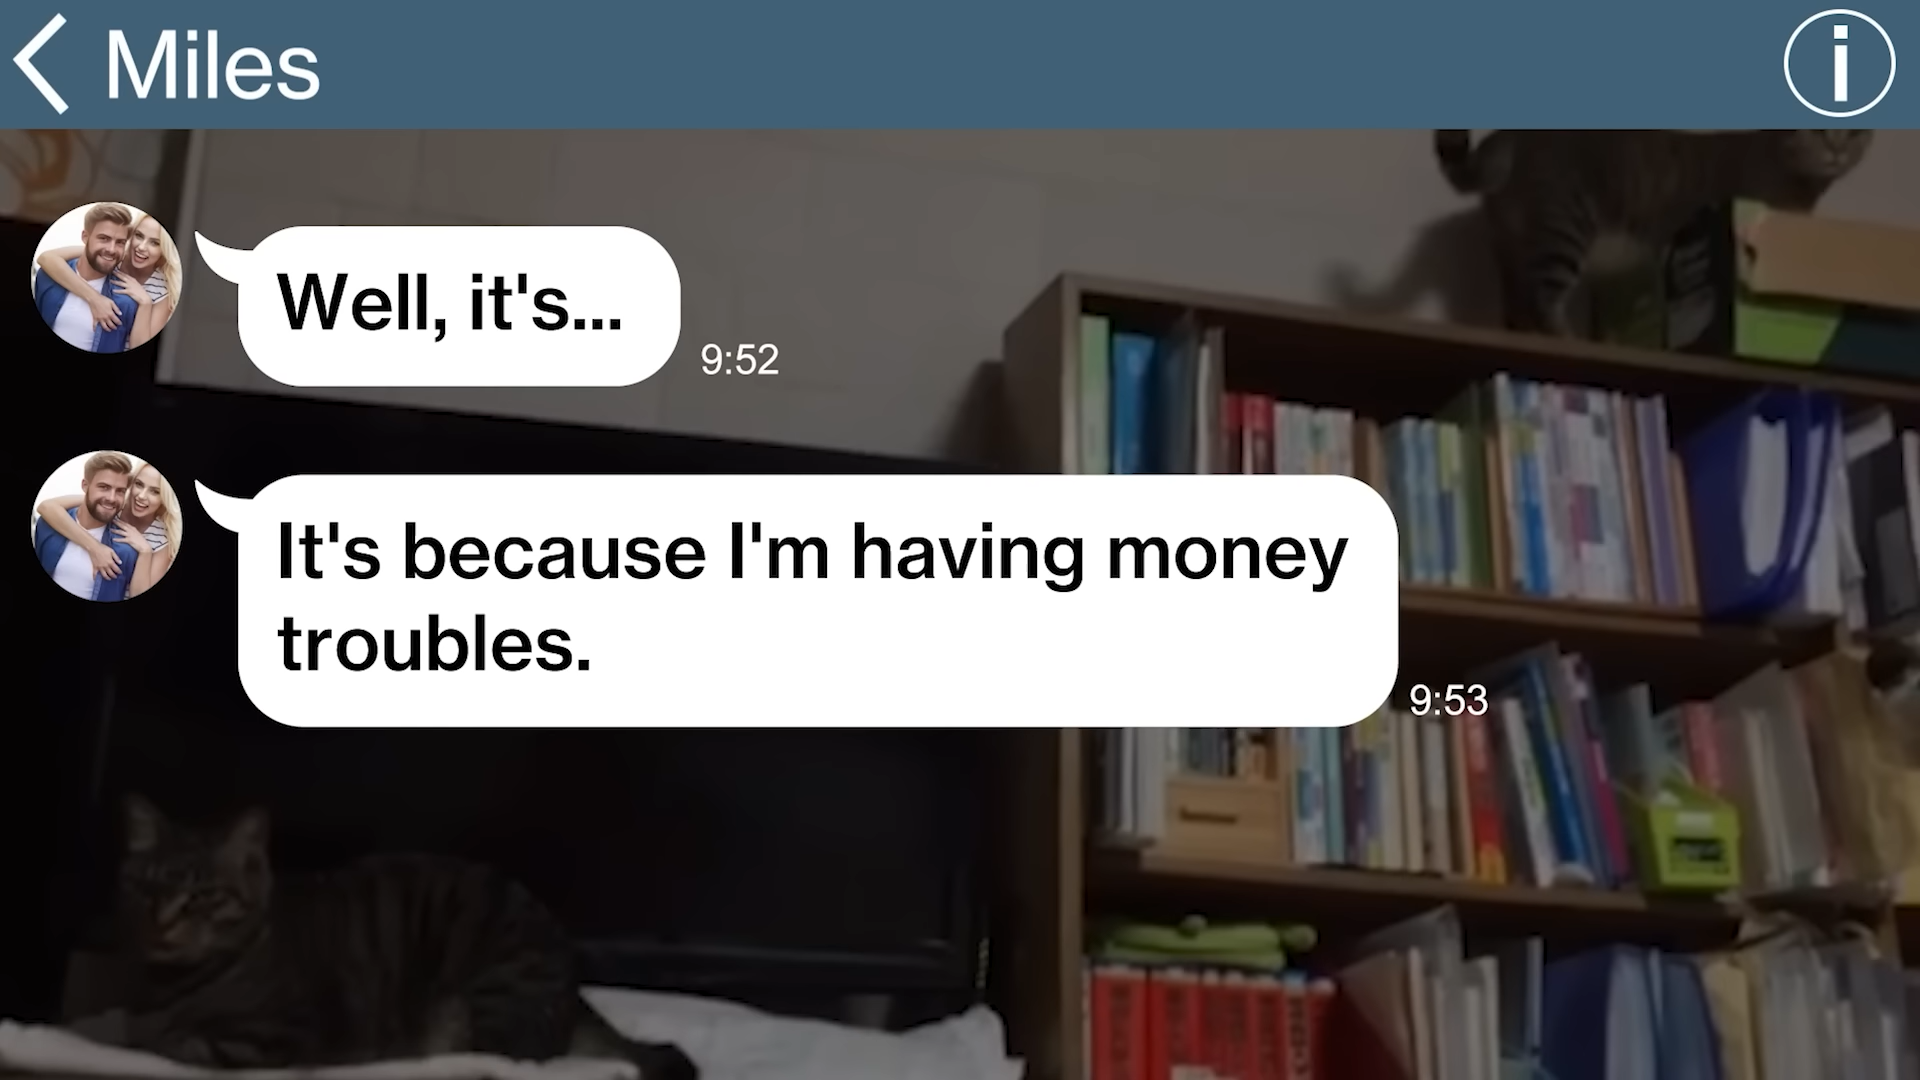 Miles
Well, it's...
9:52
It's because I'm having money
troubles.
9:53